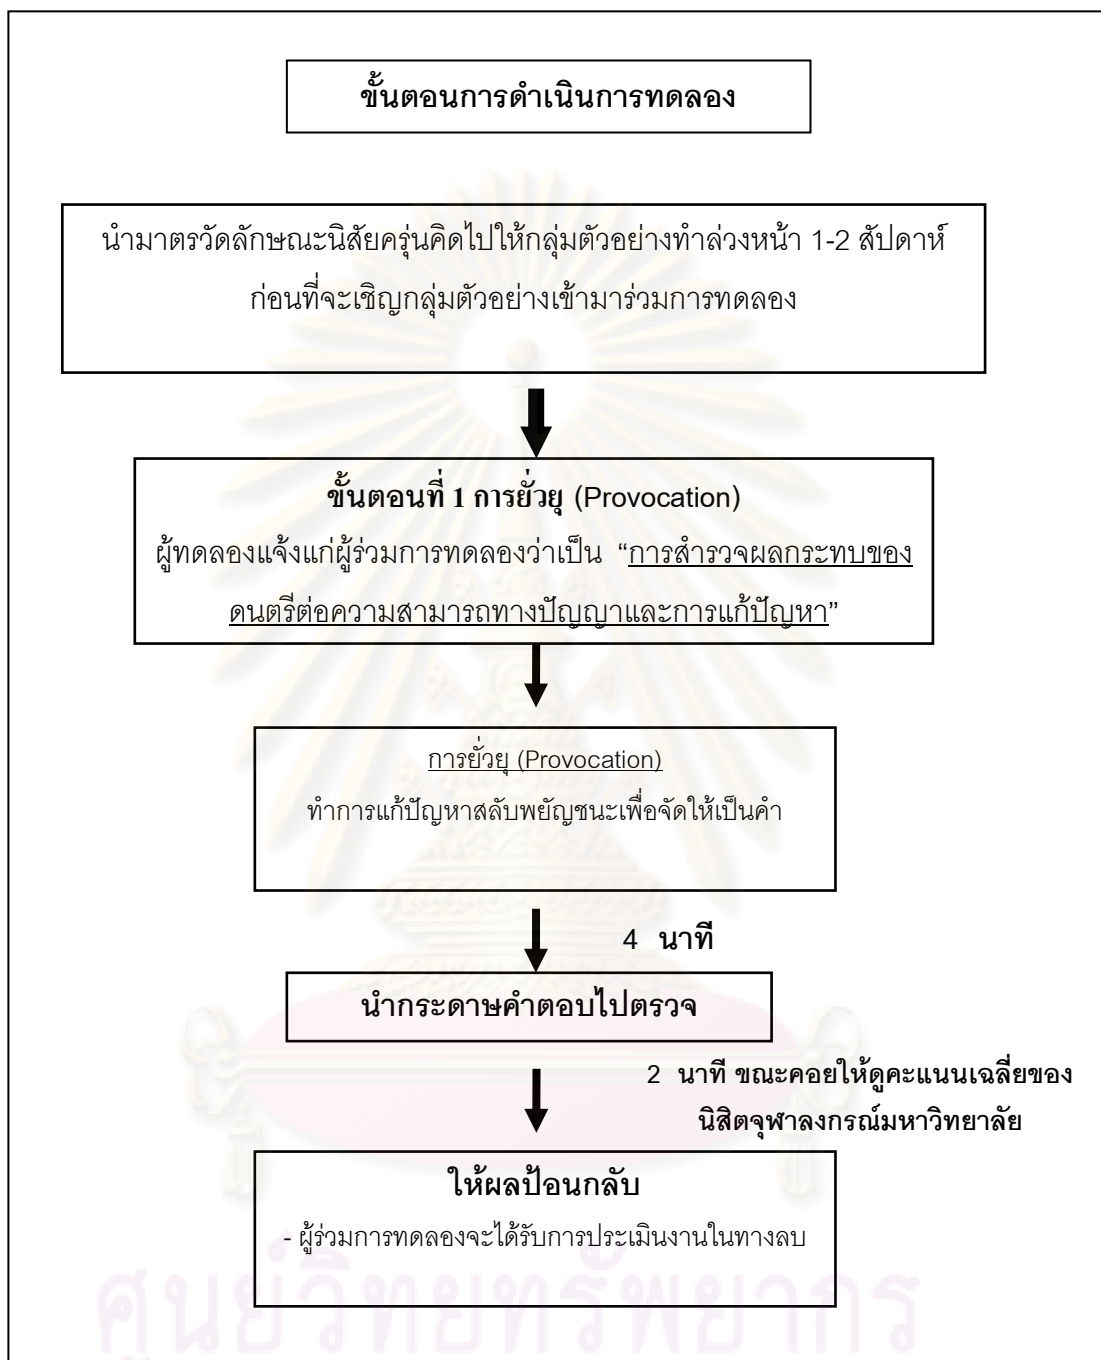 ขั้นตอนการดำเนินการทดลอง
นำมาตรวัดลักษณะนิสัยครุ่นคิดไปให้กลุ่มตัวอย่างทำล่วงหน้า 1-2 สัปดาห์
ก่อนที่จะเชิญกลุ่มตัวอย่างเข้ามาร่วมการทดลอง
ขั้นตอนที่ 1 การยั่วยุ (Provocation)
ผู้ทดลองแจ้งแก่ผู้ร่วมการทดลองว่าเป็น “การสำรวจผลกระทบของ
ดนตรีต่อความสามารถทางปัญญาและการแก้ปัญหา”
การยั่วยุ (Provocation)
ทำการแก้ปัญหาสลับพยัญชนะเพื่อจัดให้เป็นคำ
4 นาที
นำกระดาษคำตอบไปตรวจ
2 นาที ขณะคอยให้ดูคะแนนเฉลี่ยของ
นิสิตจุฬาลงกรณ์มหาวิทยาลัย
ให้ผลป้อนกลับ
- ผู้ร่วมการทดลองจะได้รับการประเมินงานในทางลบ
ศูนย์วิทยทรัพยากร